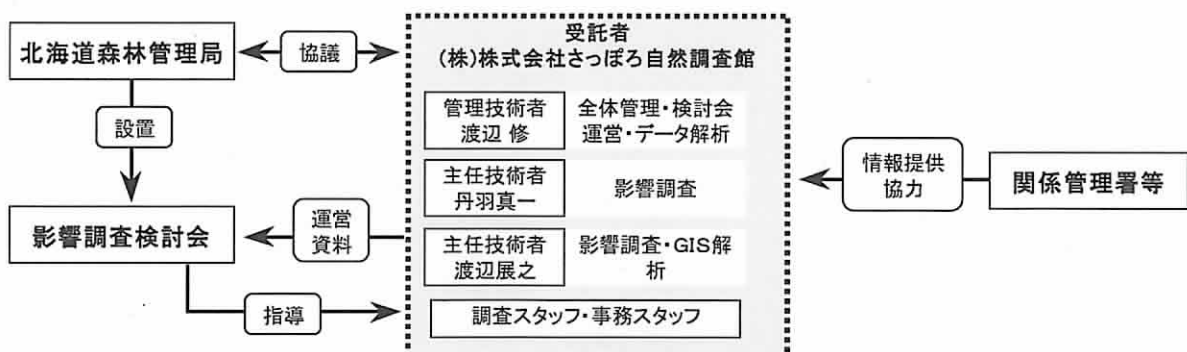 北海道森林管理局
協議
設置
影響調査検討会
運営
資料
指導
受託者
(株)株式会社さっぽろ自然調査館
管理技術者
渡辺 修
全体管理・検討会
運営・データ解析
主任技術者
丹羽真一
影響調査
主任技術者
渡辺展之
影響調査・GIS解
析
調査スタッフ・事務スタッフ
情報提供
協力
関係管理署等